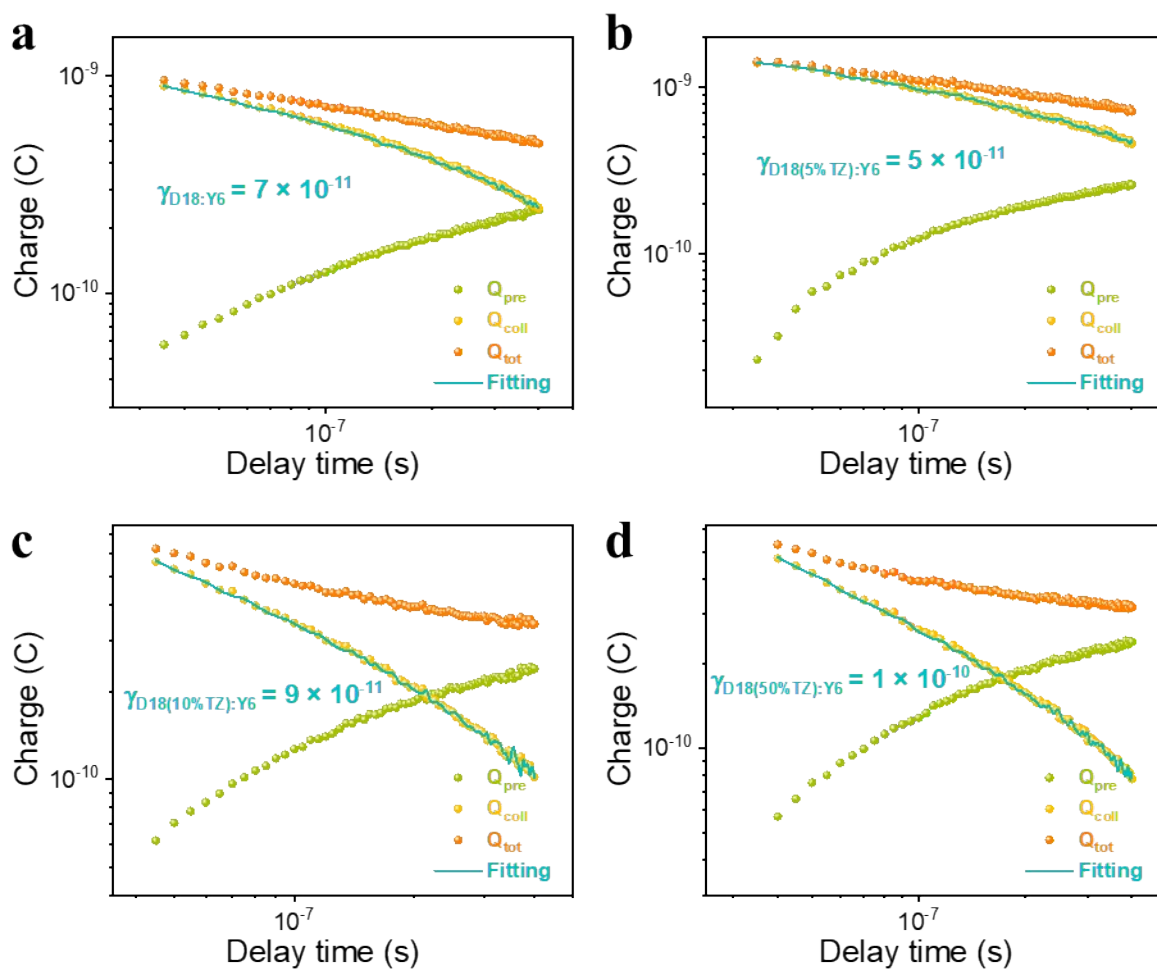 a
10⁻⁹
10⁻¹⁰
Charge (C)
γD18:Y6 = 7 × 10⁻¹¹
Qpre
Qcoll
Qtot
Fitting
10⁻⁷
Delay time (s)
b
10⁻⁹
10⁻¹⁰
Charge (C)
γD18(5%TZ):Y6 = 5 × 10⁻¹¹
Qpre
Qcoll
Qtot
Fitting
10⁻⁷
Delay time (s)
c
10⁻¹⁰
Charge (C)
γD18(10%TZ):Y6 = 9 × 10⁻¹¹
Qpre
Qcoll
Qtot
Fitting
10⁻⁷
Delay time (s)
d
10⁻¹⁰
Charge (C)
γD18(50%TZ):Y6 = 1 × 10⁻¹⁰
Qpre
Qcoll
Qtot
Fitting
10⁻⁷
Delay time (s)